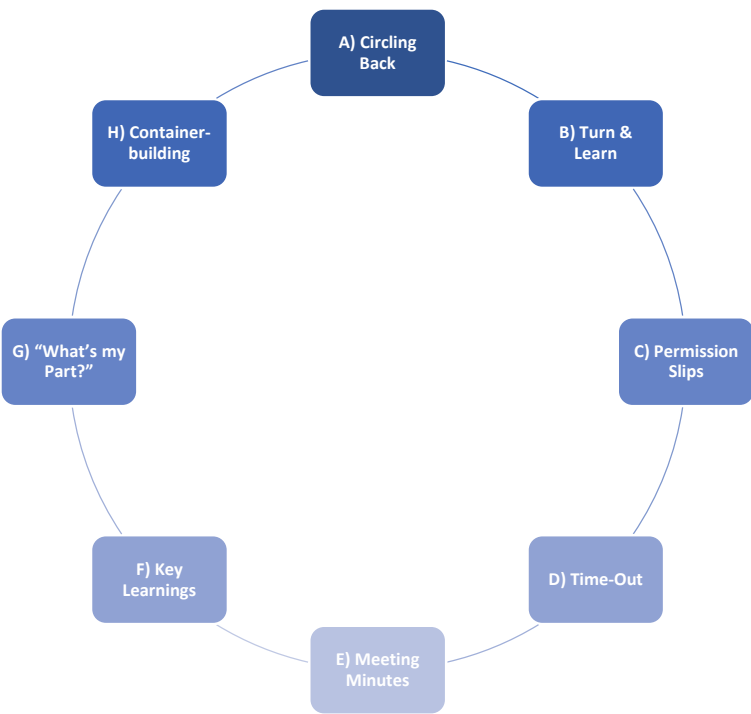 A) Circling
Back
B) Turn &
Learn
C) Permission
Slips
D) Time-Out
E) Meeting
Minutes
F) Key
Learnings
G) “What’s my
Part?”
H) Container-
building